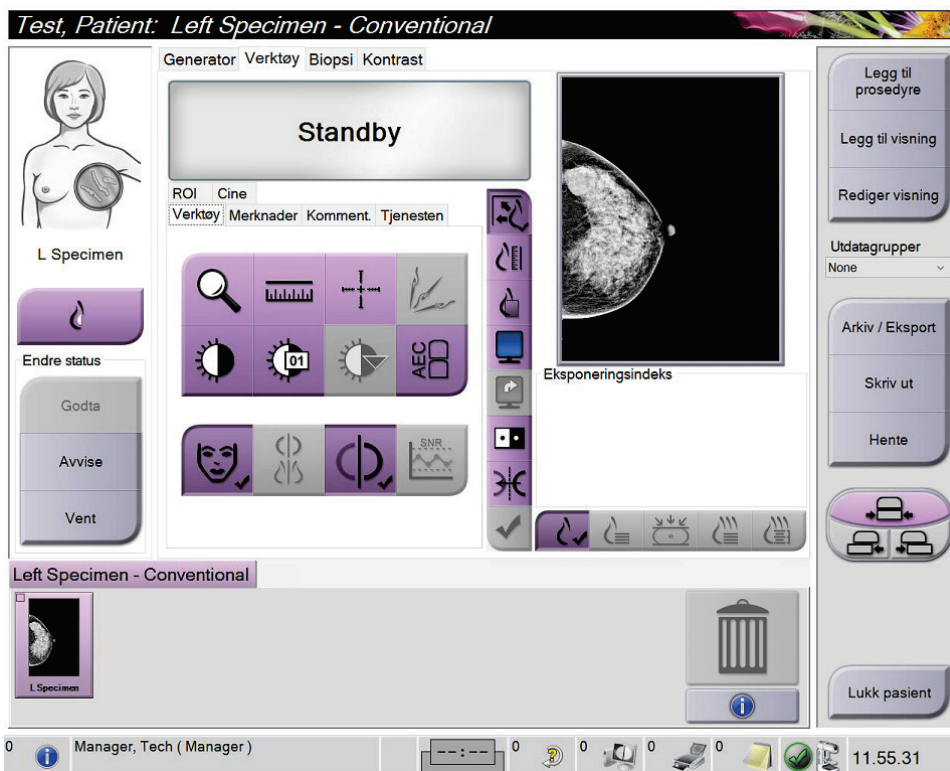 Test, Patient:  Left Specimen - Conventional
Generator Verktøy Biopsi Kontrast
Standby
ROI Cine
Verktøy Merknader Komment. Tjenesten
01
AEC
SNR
L Specimen
Endre status
Godta
Avvise
Vent
Eksponeringsindeks
Legg til
prosedyre
Legg til visning
Rediger visning
Utdatagrupper
None
Arkiv / Eksport
Skriv ut
Hente
Lukk pasient
Left Specimen - Conventional
L Specimen
0
Manager, Tech ( Manager )
--:--
0
0
0
0
11.55.31